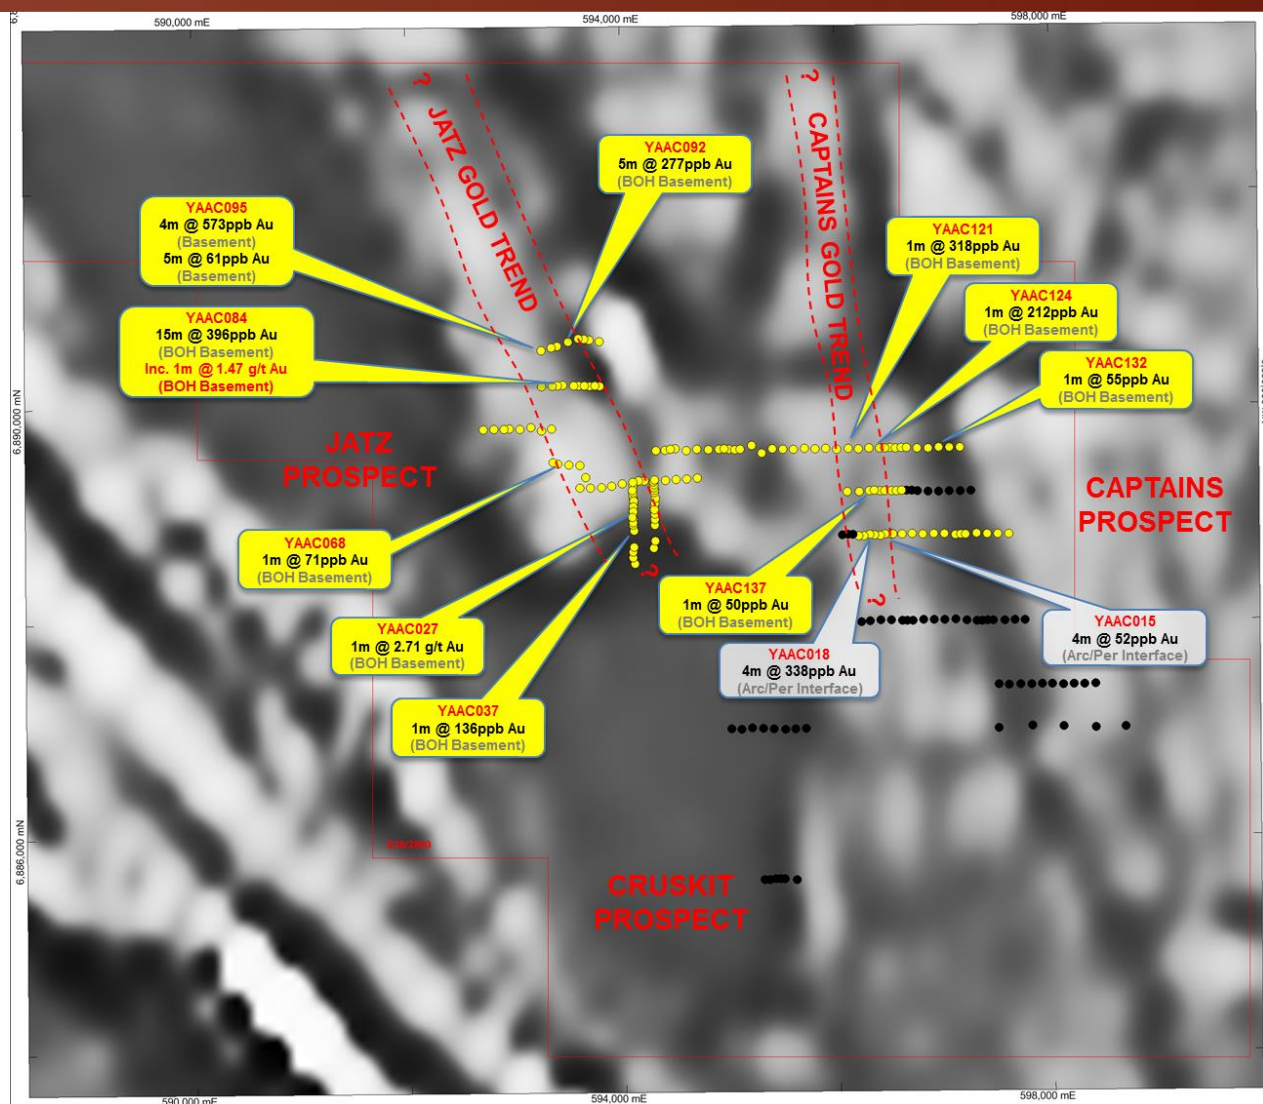 590,000 mE
594,000 mE
598,000 mE
?
JATZ GOLD TREND
?
CAPTAINS GOLD TREND
YAAC092
5m @ 277ppb Au
(BOH Basement)
YAAC095
4m @ 573ppb Au
(Basement)
5m @ 61ppb Au
(Basement)
YAAC121
1m @ 318ppb Au
(BOH Basement)
YAAC124
1m @ 212ppb Au
(BOH Basement)
YAAC084
15m @ 396ppb Au
(BOH Basement)
Inc. 1m @ 1.47 g/t Au
(BOH Basement)
YAAC132
1m @ 55ppb Au
(BOH Basement)
6,890,000 mN
JATZ
PROSPECT
CAPTAINS
PROSPECT
YAAC068
1m @ 71ppb Au
(BOH Basement)
?
YAAC137
1m @ 50ppb Au
(BOH Basement)
?
YAAC027
1m @ 2.71 g/t Au
(BOH Basement)
YAAC018
4m @ 338ppb Au
(Arc/Per Interface)
YAAC015
4m @ 52ppb Au
(Arc/Per Interface)
YAAC037
1m @ 136ppb Au
(BOH Basement)
6,886,000 mN
CRUSKIT
PROSPECT
590,000 mE
594,000 mE
598,000 mE